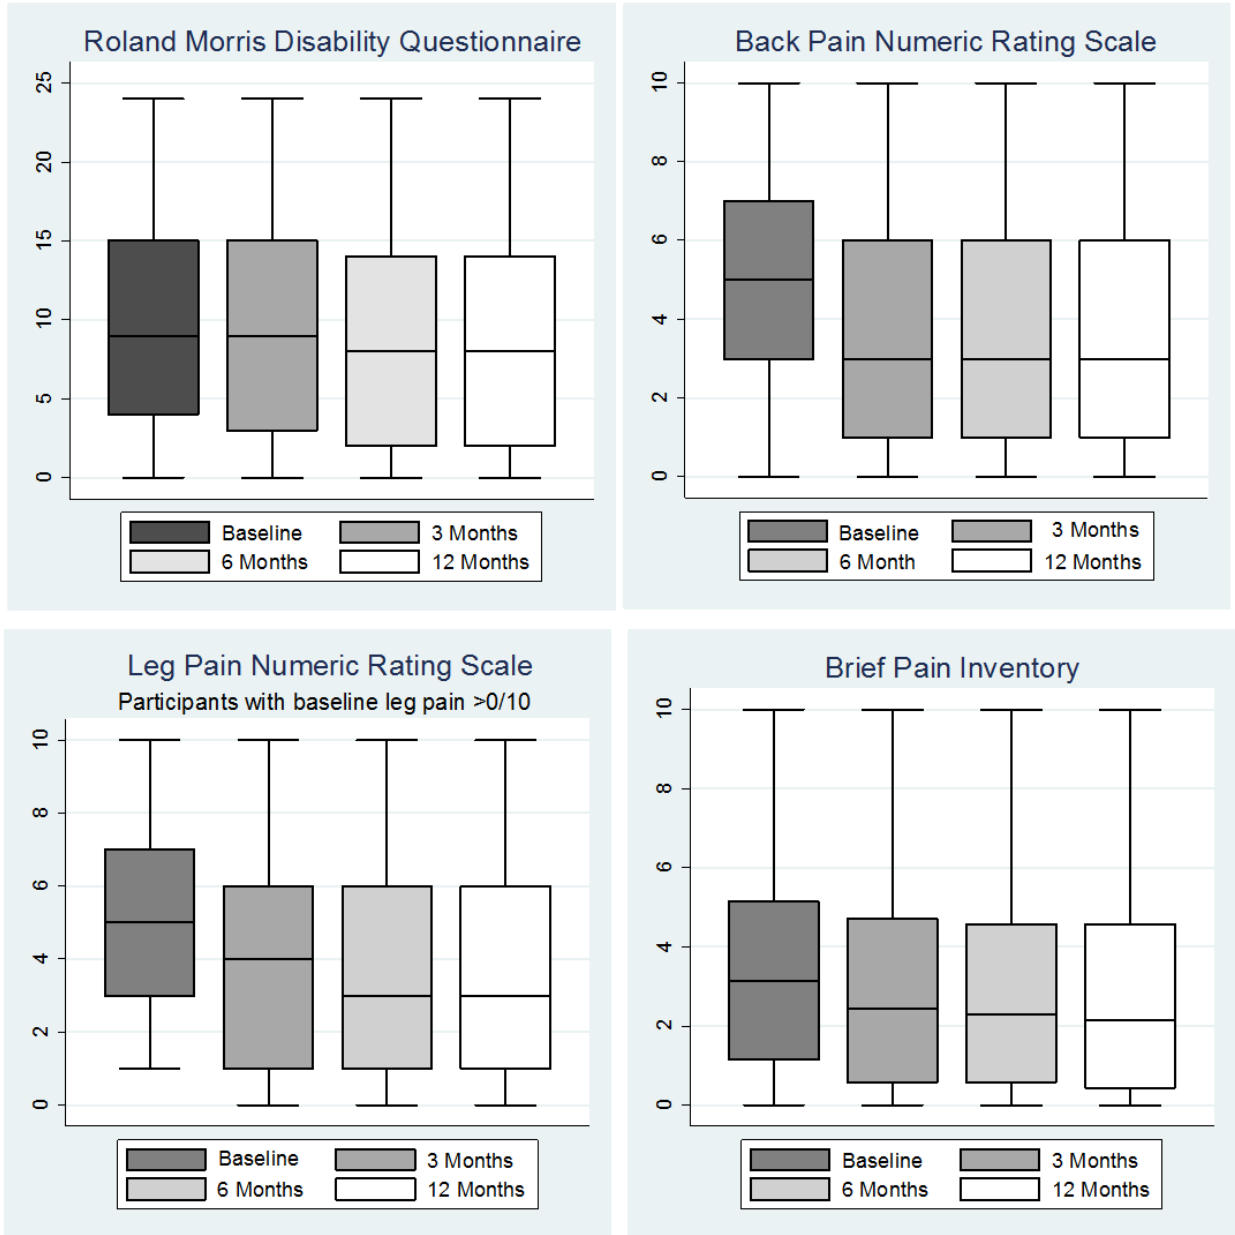 Roland Morris Disability Questionnaire
25
20
15
10
5
0
Baseline
3 Months
6 Months
12 Months
Back Pain Numeric Rating Scale
10
8
6
4
2
0
Baseline
3 Months
6 Month
12 Months
Leg Pain Numeric Rating Scale
Participants with baseline leg pain >0/10
10
8
6
4
2
0
Baseline
3 Months
6 Months
12 Months
Brief Pain Inventory
10
8
6
4
2
0
Baseline
3 Months
6 Months
12 Months